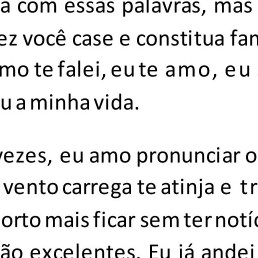 a com essas palavras, mas
ez você case e constitua fan
mo te falei, eu te amo, eu
u a minha vida.
vezes, eu amo pronunciar o
vento carrega te atinja e tr
orto mais ficar sem ter notíc
ão excelentes. Eu já andei